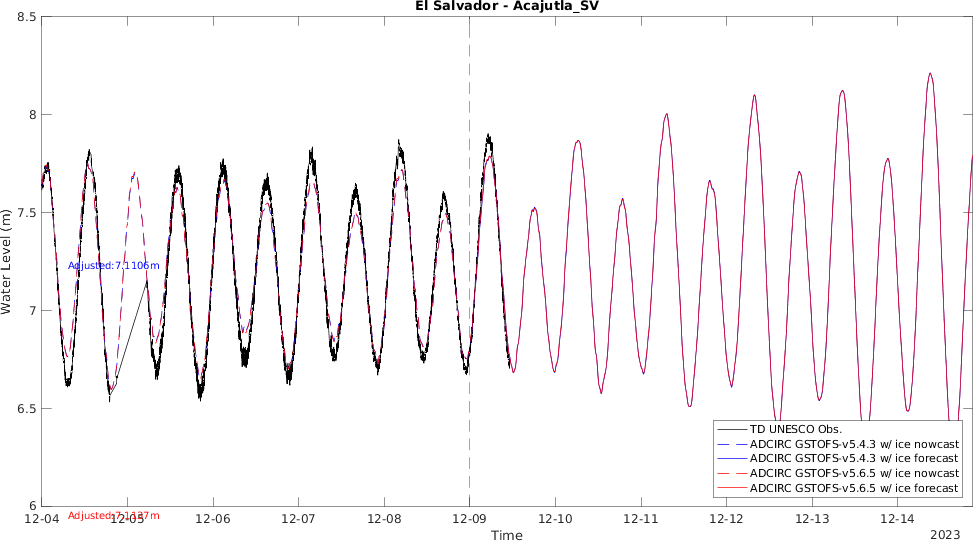 El Salvador - Acajutla_SV
8.5
8
7.5
7
6.5
6
Water Level (m)
Adjusted:7.1106m
Adjusted:7.1127m
12-04
12-05
12-06
12-07
12-08
12-09
12-10
12-11
12-12
12-13
12-14
Time
2023
TD UNESCO Obs.
ADCIRC GSTOFS-v5.4.3 w/ ice nowcast
ADCIRC GSTOFS-v5.4.3 w/ ice forecast
ADCIRC GSTOFS-v5.6.5 w/ ice nowcast
ADCIRC GSTOFS-v5.6.5 w/ ice forecast